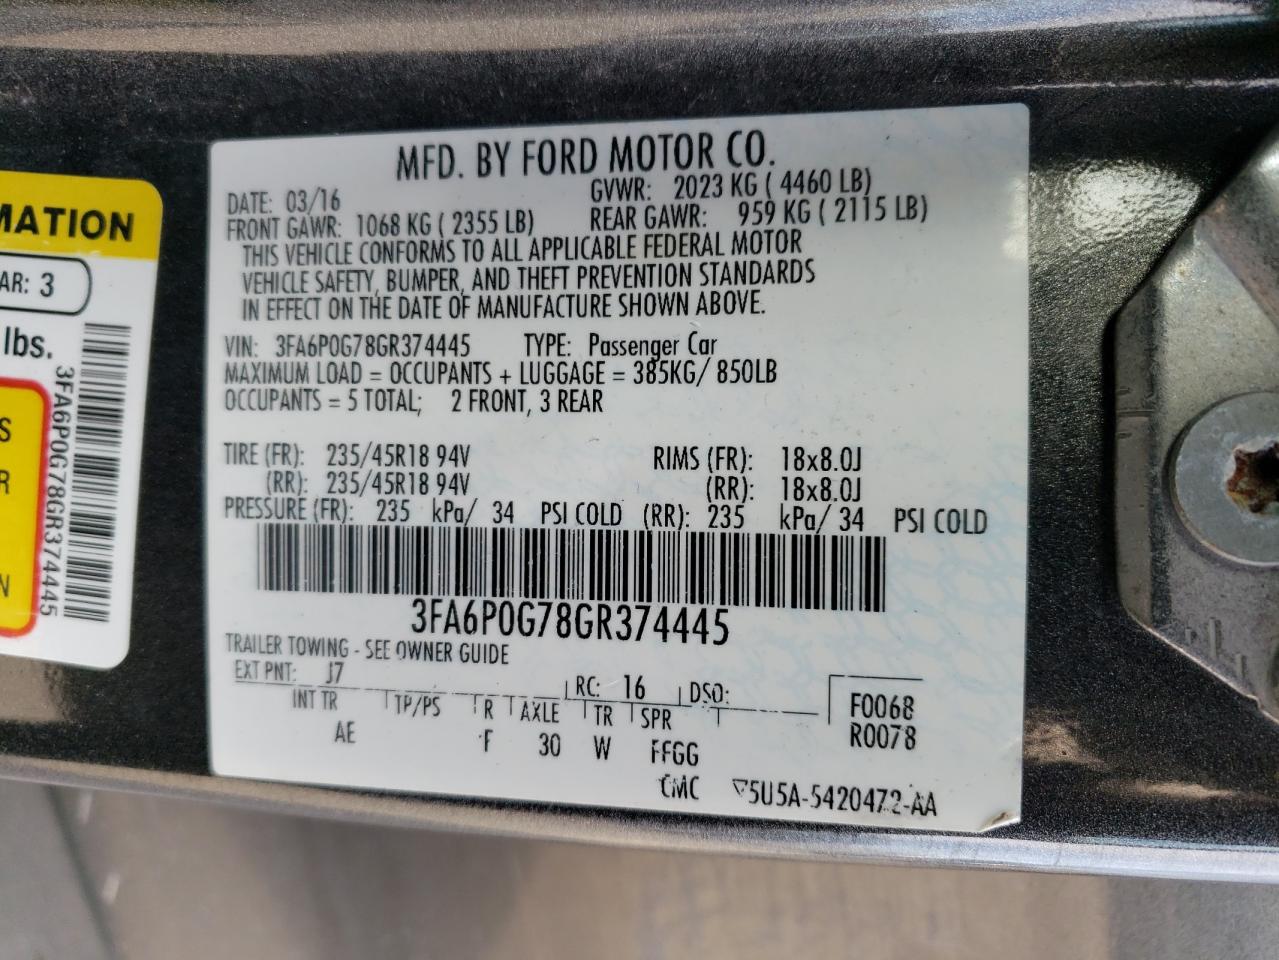 MFD. BY FORD MOTOR CO.
DATE: 03/16 GVWR: 2023 KG ( 4460 LB)
FRONT GAWR: 1068 KG ( 2355 LB) REAR GAWR: 959 KG ( 2115 LB)
THIS VEHICLE CONFORMS TO ALL APPLICABLE FEDERAL MOTOR
VEHICLE SAFETY, BUMPER, AND THEFT PREVENTION STANDARDS
IN EFFECT ON THE DATE OF MANUFACTURE SHOWN ABOVE.
VIN: 3FA6P0G78GR374445 TYPE: Passenger Car
MAXIMUM LOAD = OCCUPANTS + LUGGAGE = 385KG/ 850LB
OCCUPANTS = 5 TOTAL; 2 FRONT, 3 REAR
TIRE (FR): 235/45R18 94V RIMS (FR): 18x8.0J
(RR): 235/45R18 94V (RR): 18x8.0J
PRESSURE (FR): 235 kPa/ 34 PSI COLD (RR): 235 kPa/ 34 PSI COLD
3FA6P0G78GR374445
TRAILER TOWING - SEE OWNER GUIDE
EXT PNT: J7 RC: 16 DSO:
INT TR TP/PS R AXLE TR SPR F0068
AE F 30 W FFGG R0078
CMC ▽5U5A-5420472-AA
MATION
AR: 3
lbs.
S
R
N
3FA6P0G78GR374445